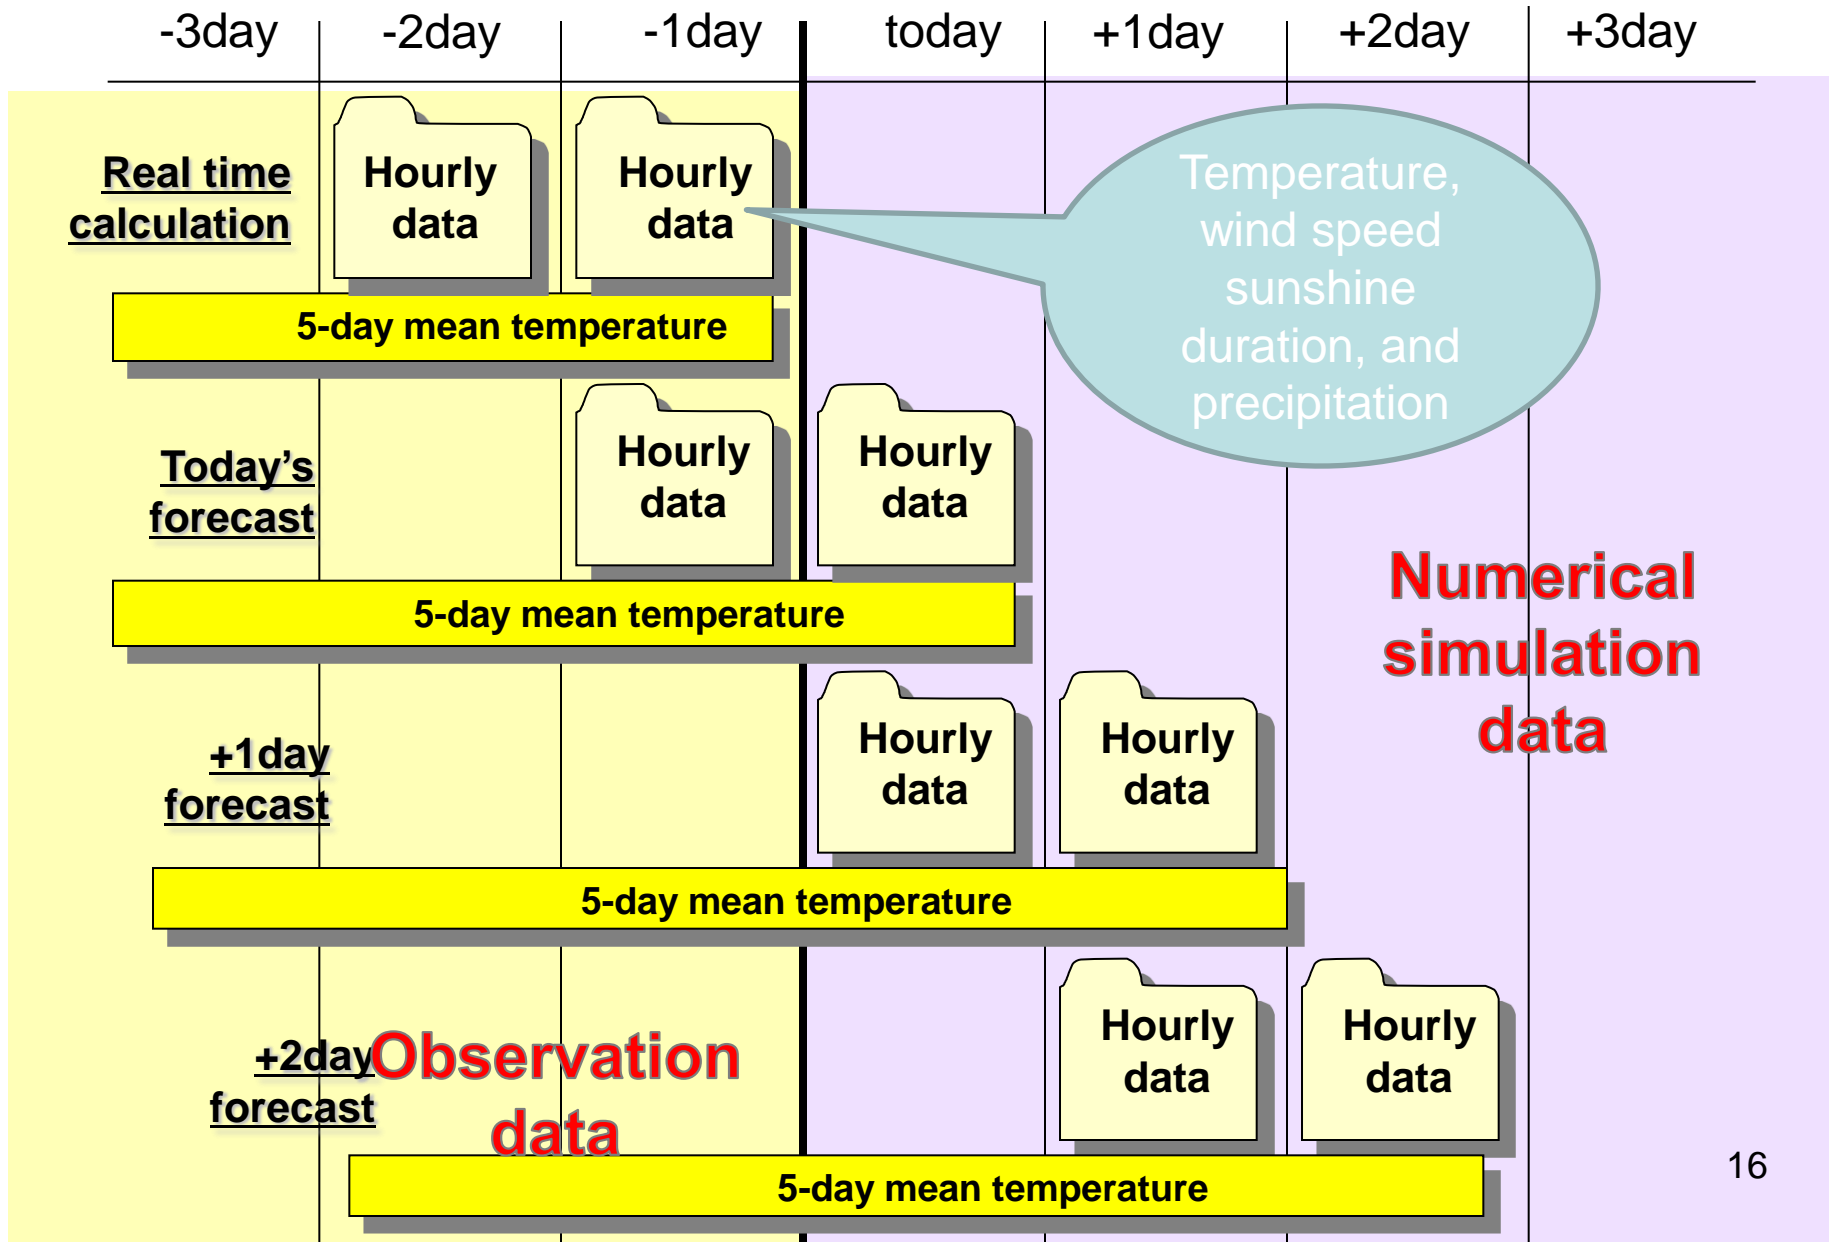 -3day -2day -1day today +1day +2day +3day
Real time
calculation
Hourly
data
Hourly
data
Temperature,
wind speed
sunshine
duration, and
precipitation
5-day mean temperature
Today’s
forecast
Hourly
data
Hourly
data
5-day mean temperature
Numerical
simulation
data
+1day
forecast
Hourly
data
Hourly
data
5-day mean temperature
+2day
forecast
Observation
data
Hourly
data
Hourly
data
5-day mean temperature
16